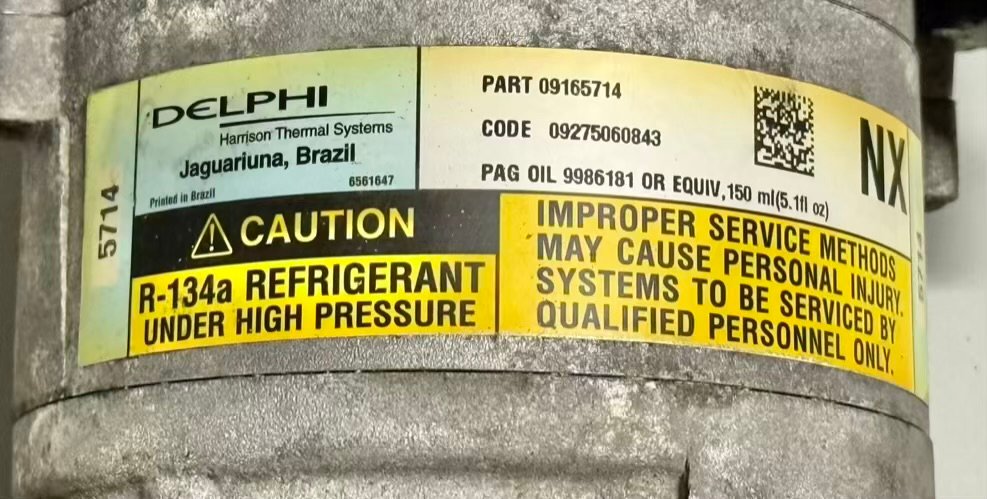 5714
DELPHI
Harrison Thermal Systems
Jaguariuna, Brazil
6561647
Printed in Brazil
PART 09165714
CODE 09275060843
PAG OIL 9986181 OR EQUIV,150 ml(5.1fl oz)
NX
CAUTION
R-134a REFRIGERANT
UNDER HIGH PRESSURE
IMPROPER SERVICE METHODS
MAY CAUSE PERSONAL INJURY.
SYSTEMS TO BE SERVICED BY
QUALIFIED PERSONNEL ONLY.
5714